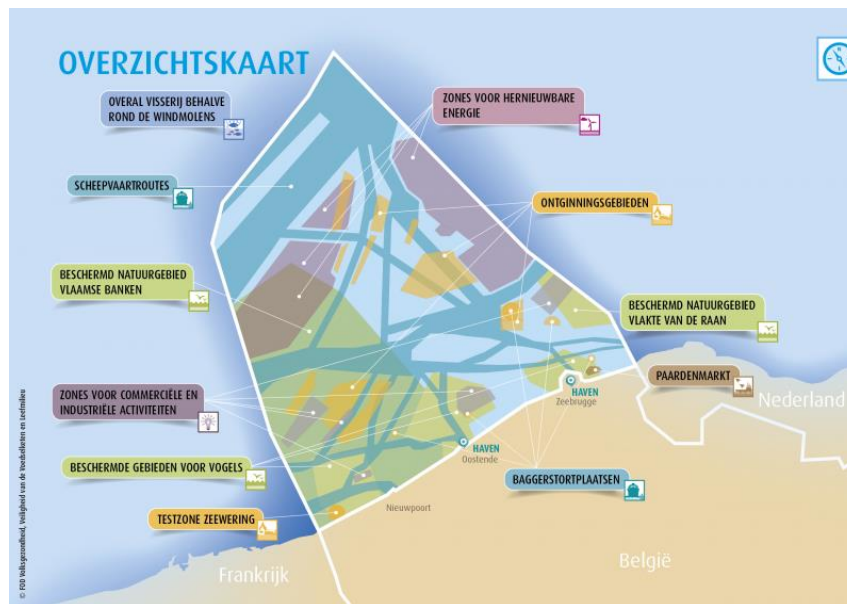 OVERZICHTSKAART
OVERAL VISSERIJ BEHALVE
ROND DE WINDMOLENS
ZONES VOOR HERNIEUWBARE
ENERGIE
SCHEEPVAARTROUTES
ONTGINNINGSGEBIEDEN
BESCHERMD NATUURGEBIED
VLAAMSE BANKEN
BESCHERMD NATUURGEBIED
VLAKTE VAN DE RAAN
PAARDENMARKT
Nederland
ZONES VOOR COMMERCIËLE EN
INDUSTRIËLE ACTIVITEITEN
HAVEN
Zeebrugge
HAVEN
Oostende
BESCHERMDE GEBIEDEN VOOR VOGELS
BAGGERSTORTPLAATSEN
Nieuwpoort
TESTZONE ZEEWERING
België
Frankrijk
© FOD Volksgezondheid, Veiligheid van de Voedselketen en Leefmilieu